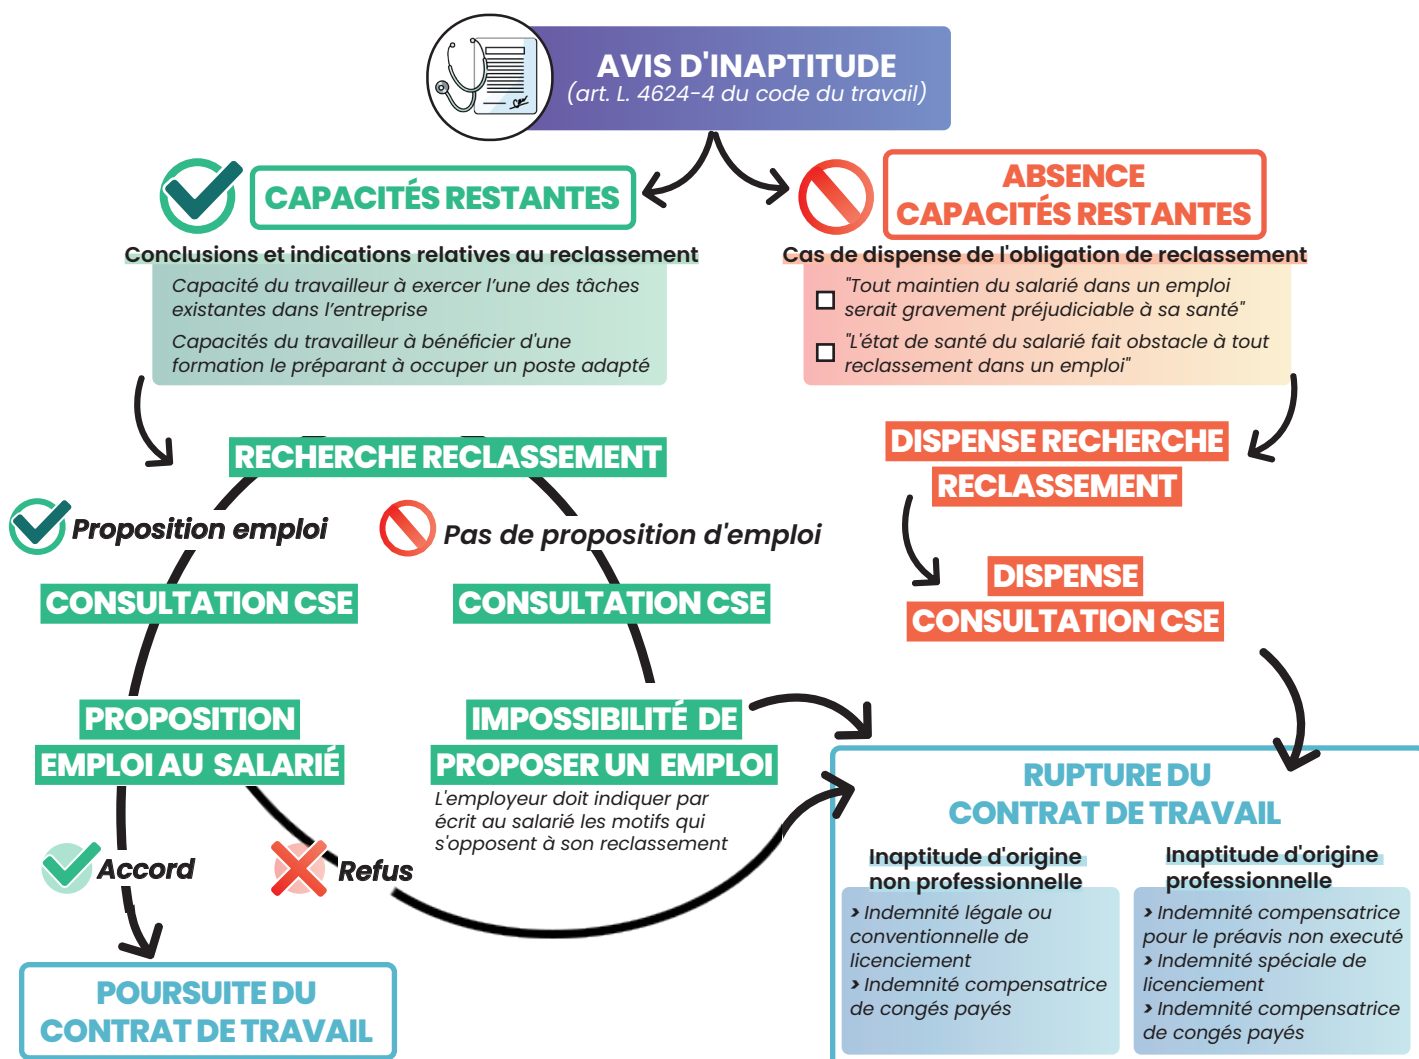 AVIS D'INAPTITUDE
(art. L. 4624-4 du code du travail)
CAPACITÉS RESTANTES
Conclusions et indications relatives au reclassement
Capacité du travailleur à exercer l'une des tâches
existantes dans l'entreprise
Capacités du travailleur à bénéficier d'une
formation le préparant à occuper un poste adapté
ABSENCE
CAPACITÉS RESTANTES
Cas de dispense de l'obligation de reclassement
"Tout maintien du salarié dans un emploi
serait gravement préjudiciable à sa santé"
"L'état de santé du salarié fait obstacle à tout
reclassement dans un emploi"
RECHERCHE RECLASSEMENT
Proposition emploi
Pas de proposition d'emploi
CONSULTATION CSE
CONSULTATION CSE
PROPOSITION
EMPLOI AU SALARIÉ
IMPOSSIBILITÉ DE
PROPOSER UN EMPLOI
L'employeur doit indiquer par
écrit au salarié les motifs qui
s'opposent à son reclassement
Accord
Refus
POURSUITE DU
CONTRAT DE TRAVAIL
DISPENSE RECHERCHE
RECLASSEMENT
DISPENSE
CONSULTATION CSE
RUPTURE DU
CONTRAT DE TRAVAIL
Inaptitude d'origine
non professionnelle
> Indemnité légale ou
conventionnelle de
licenciement
> Indemnité compensatrice
de congés payés
Inaptitude d'origine
professionnelle
> Indemnité compensatrice
pour le préavis non executé
> Indemnité spéciale de
licenciement
> Indemnité compensatrice
de congés payés